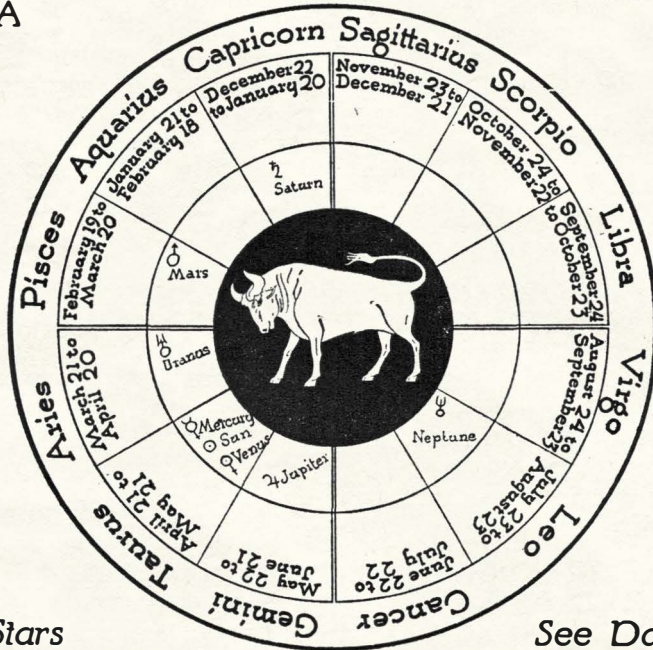 A
Capricorn
December 22
to January 20
Sagittarius
November 23 to
December 21
Scorpio
October 24 to
November 22
Libra
September 24
to October 23
Virgo
August 24 to
September 23
Leo
July 23 to
August 23
Cancer
June 22 to
July 22
Gemini
May 22 to
June 21
Taurus
April 21 to
May 21
Aries
March 21 to
April 20
Pisces
February 19 to
March 20
Aquarius
January 21 to
February 18
♄
Saturn
♂
Mars
♅
Uranus
☿ Mercury
☉ Sun
♀ Venus
♃ Jupiter
♆
Neptune
Stars
See Da